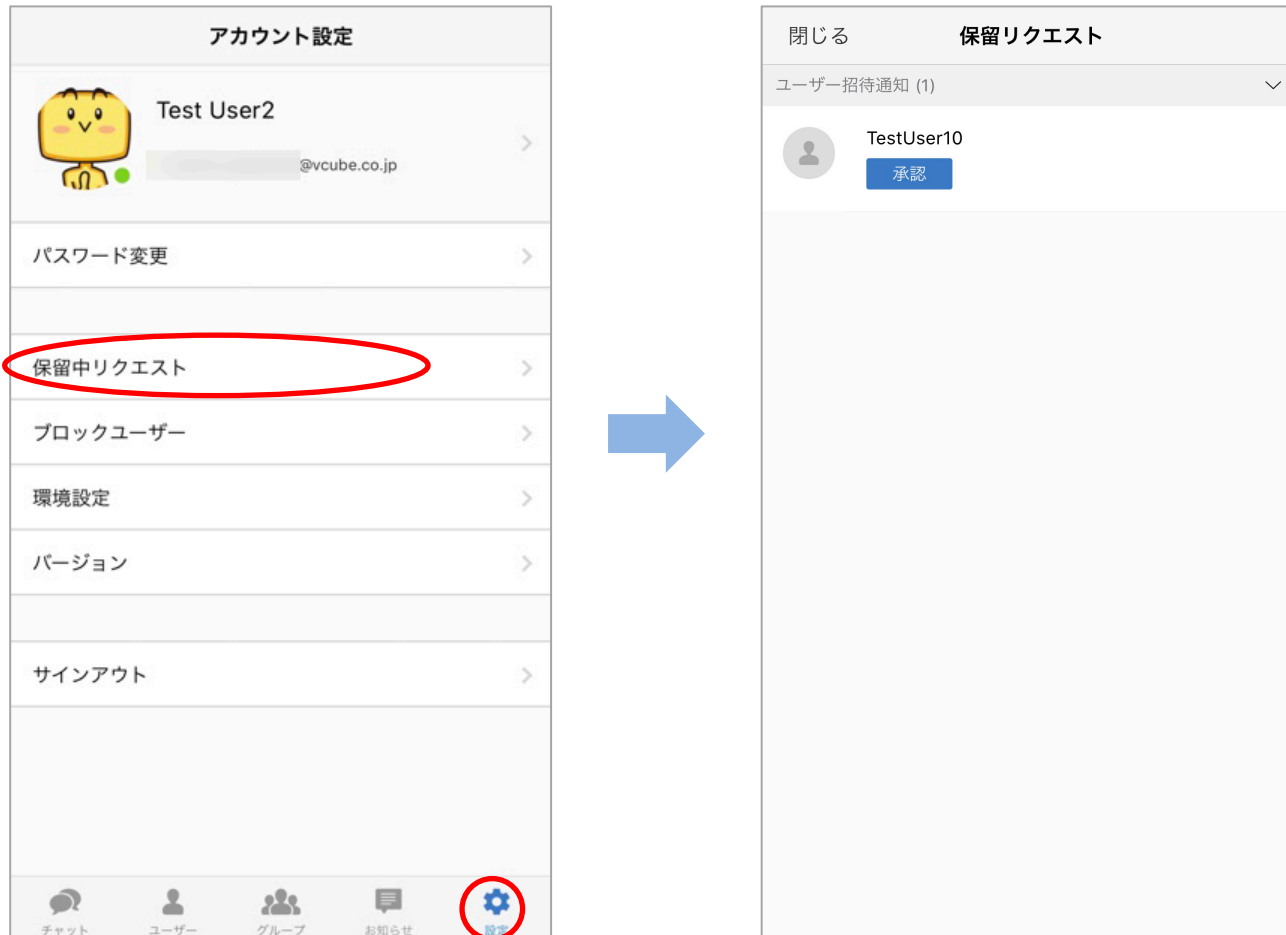 アカウント設定
Test User2
@vcube.co.jp
パスワード変更
保留中リクエスト
ブロックユーザー
環境設定
バージョン
サインアウト
チャット
ユーザー
グループ
お知らせ
設定
閉じる
保留リクエスト
ユーザー招待通知 (1)
TestUser10
承認